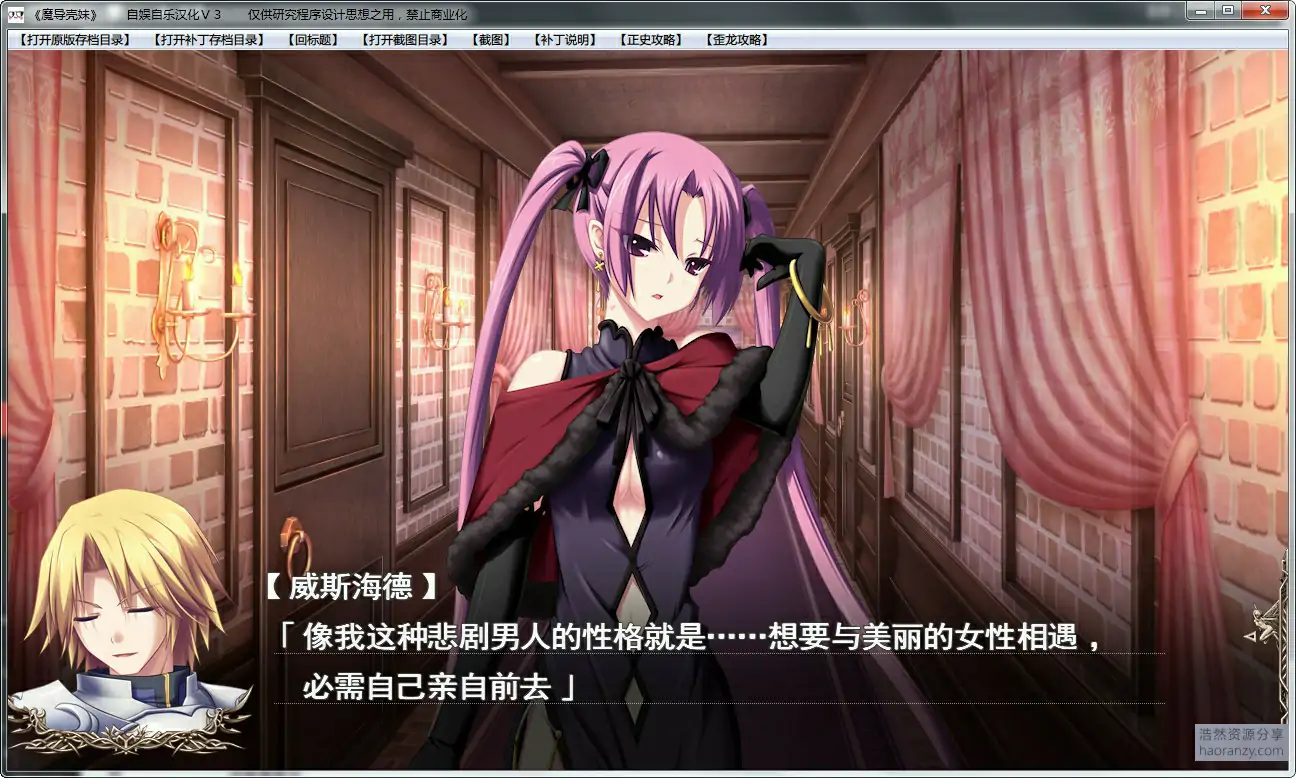 《魔导壳妹》 自娱自乐汉化V 3 仅供研究程序设计思想之用，禁止商业化
【打开原版存档目录】 【打开补丁存档目录】 【回标题】 【打开截图目录】 【截图】 【补丁说明】 【正史攻略】 【歪龙攻略】
【 威斯海德 】
「 像我这种悲剧男人的性格就是……想要与美丽的女性相遇，
必需自己亲自前去 」
浩然资源分享
haoranzy.com